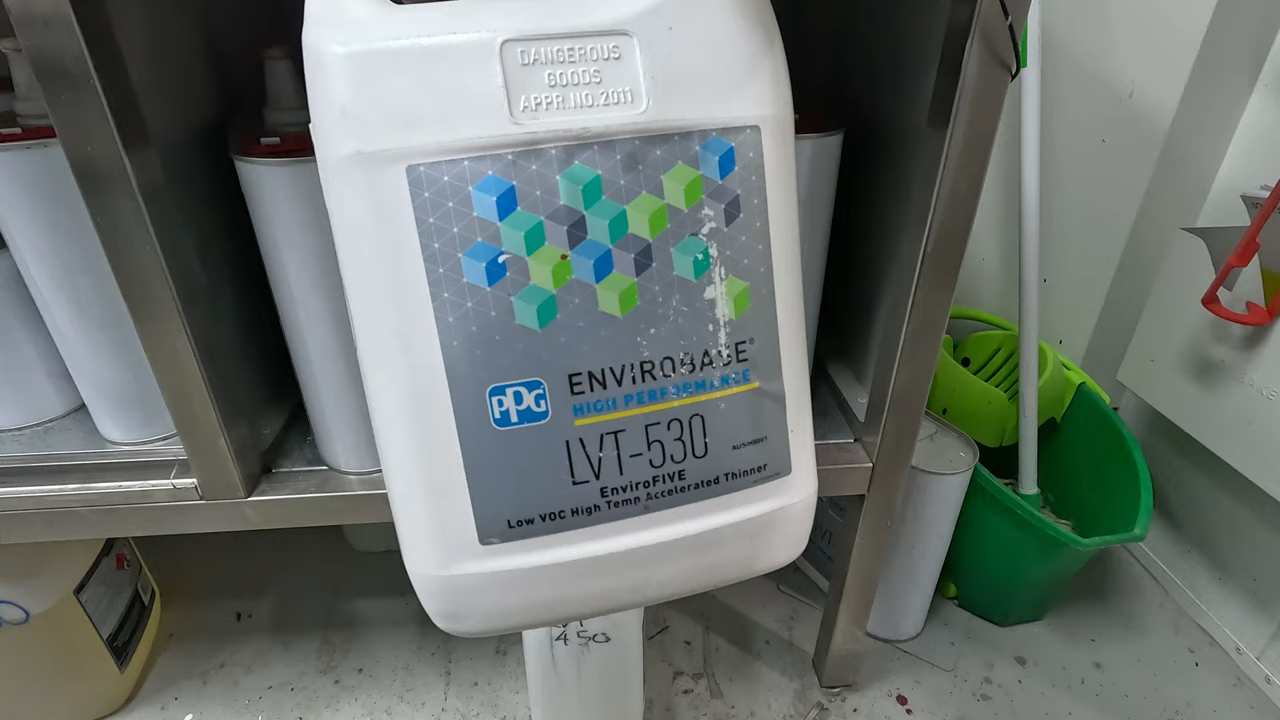 DANGEROUS
GOODS
APPR.NO.2011
PPG
ENVIROBASE®
HIGH PERFORMANCE
LVT-530
EnviroFIVE
Low VOC High Temp Accelerated Thinner
450